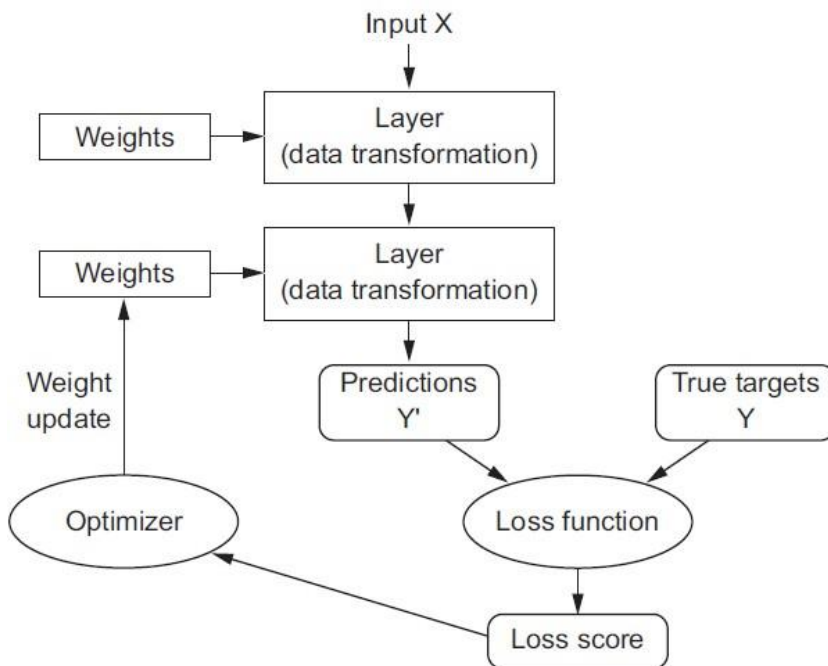 Input X
Weights
Layer
(data transformation)
Weights
Layer
(data transformation)
Weight
update
Predictions
Y'
True targets
Y
Optimizer
Loss function
Loss score